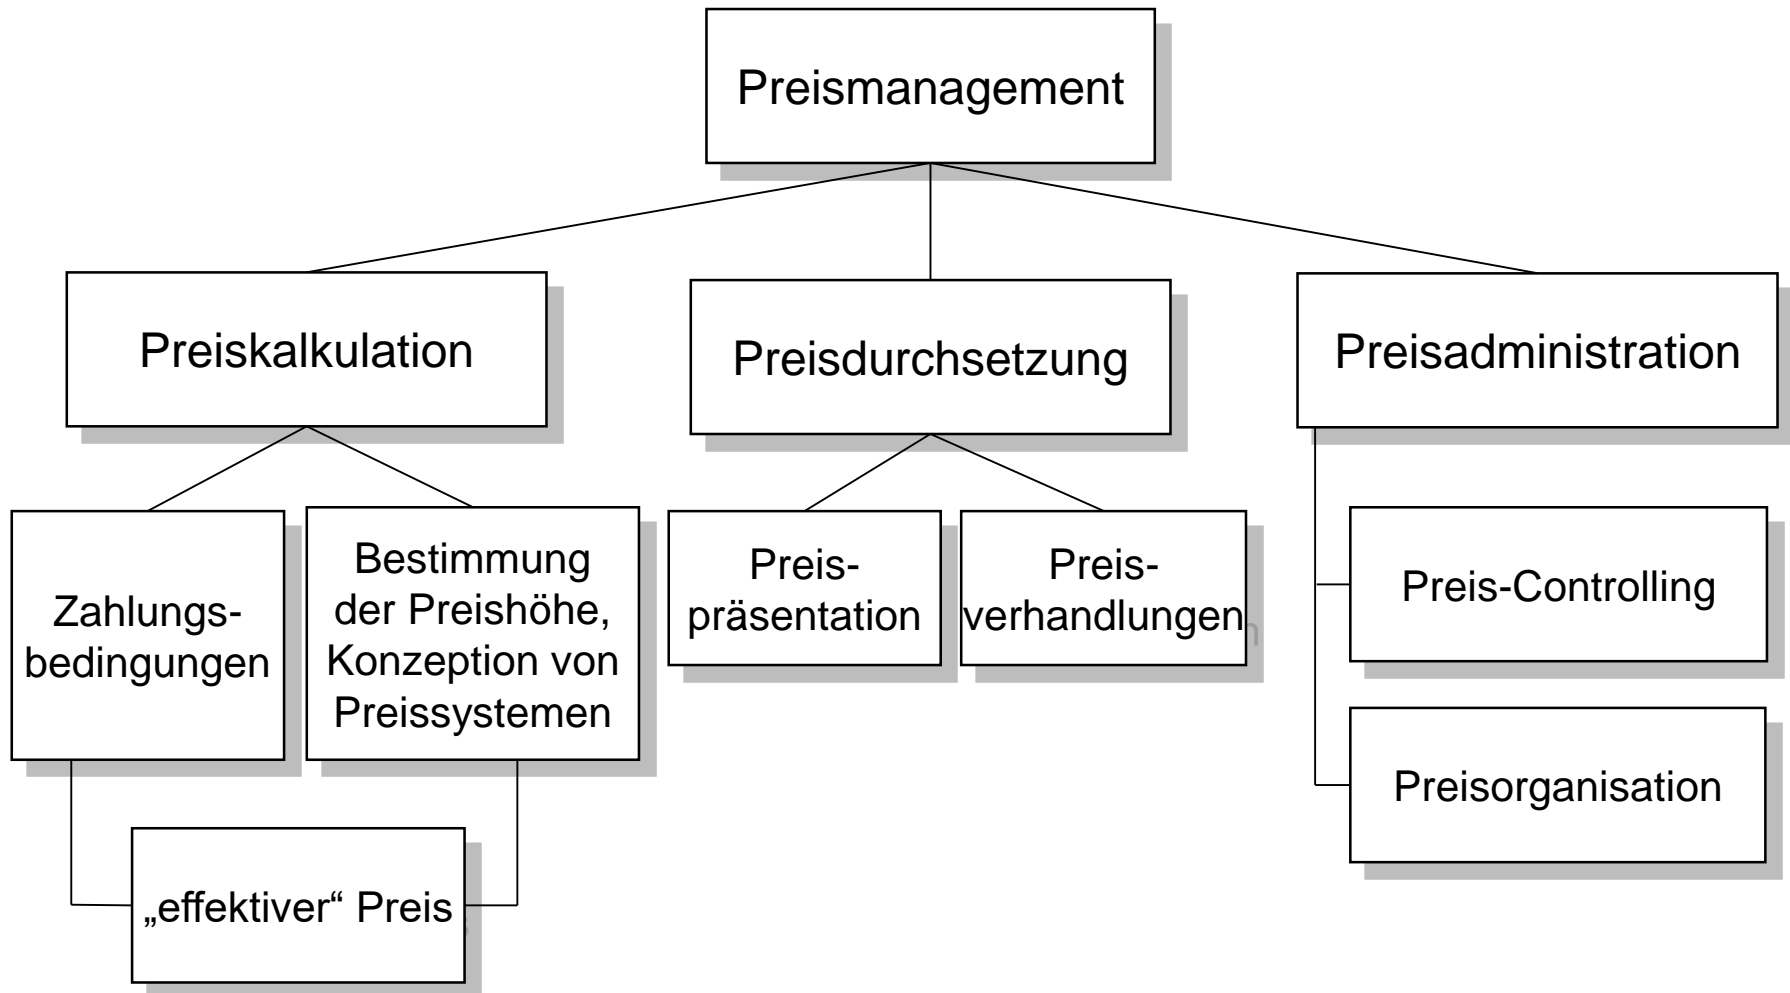 Preismanagement
Preiskalkulation
Preisdurchsetzung
Preisadministration
Zahlungs-
bedingungen
Bestimmung
der Preishöhe,
Konzeption von
Preissystemen
Preis-
präsentation
Preis-
verhandlungen
Preis-Controlling
Preisorganisation
„effektiver“ Preis